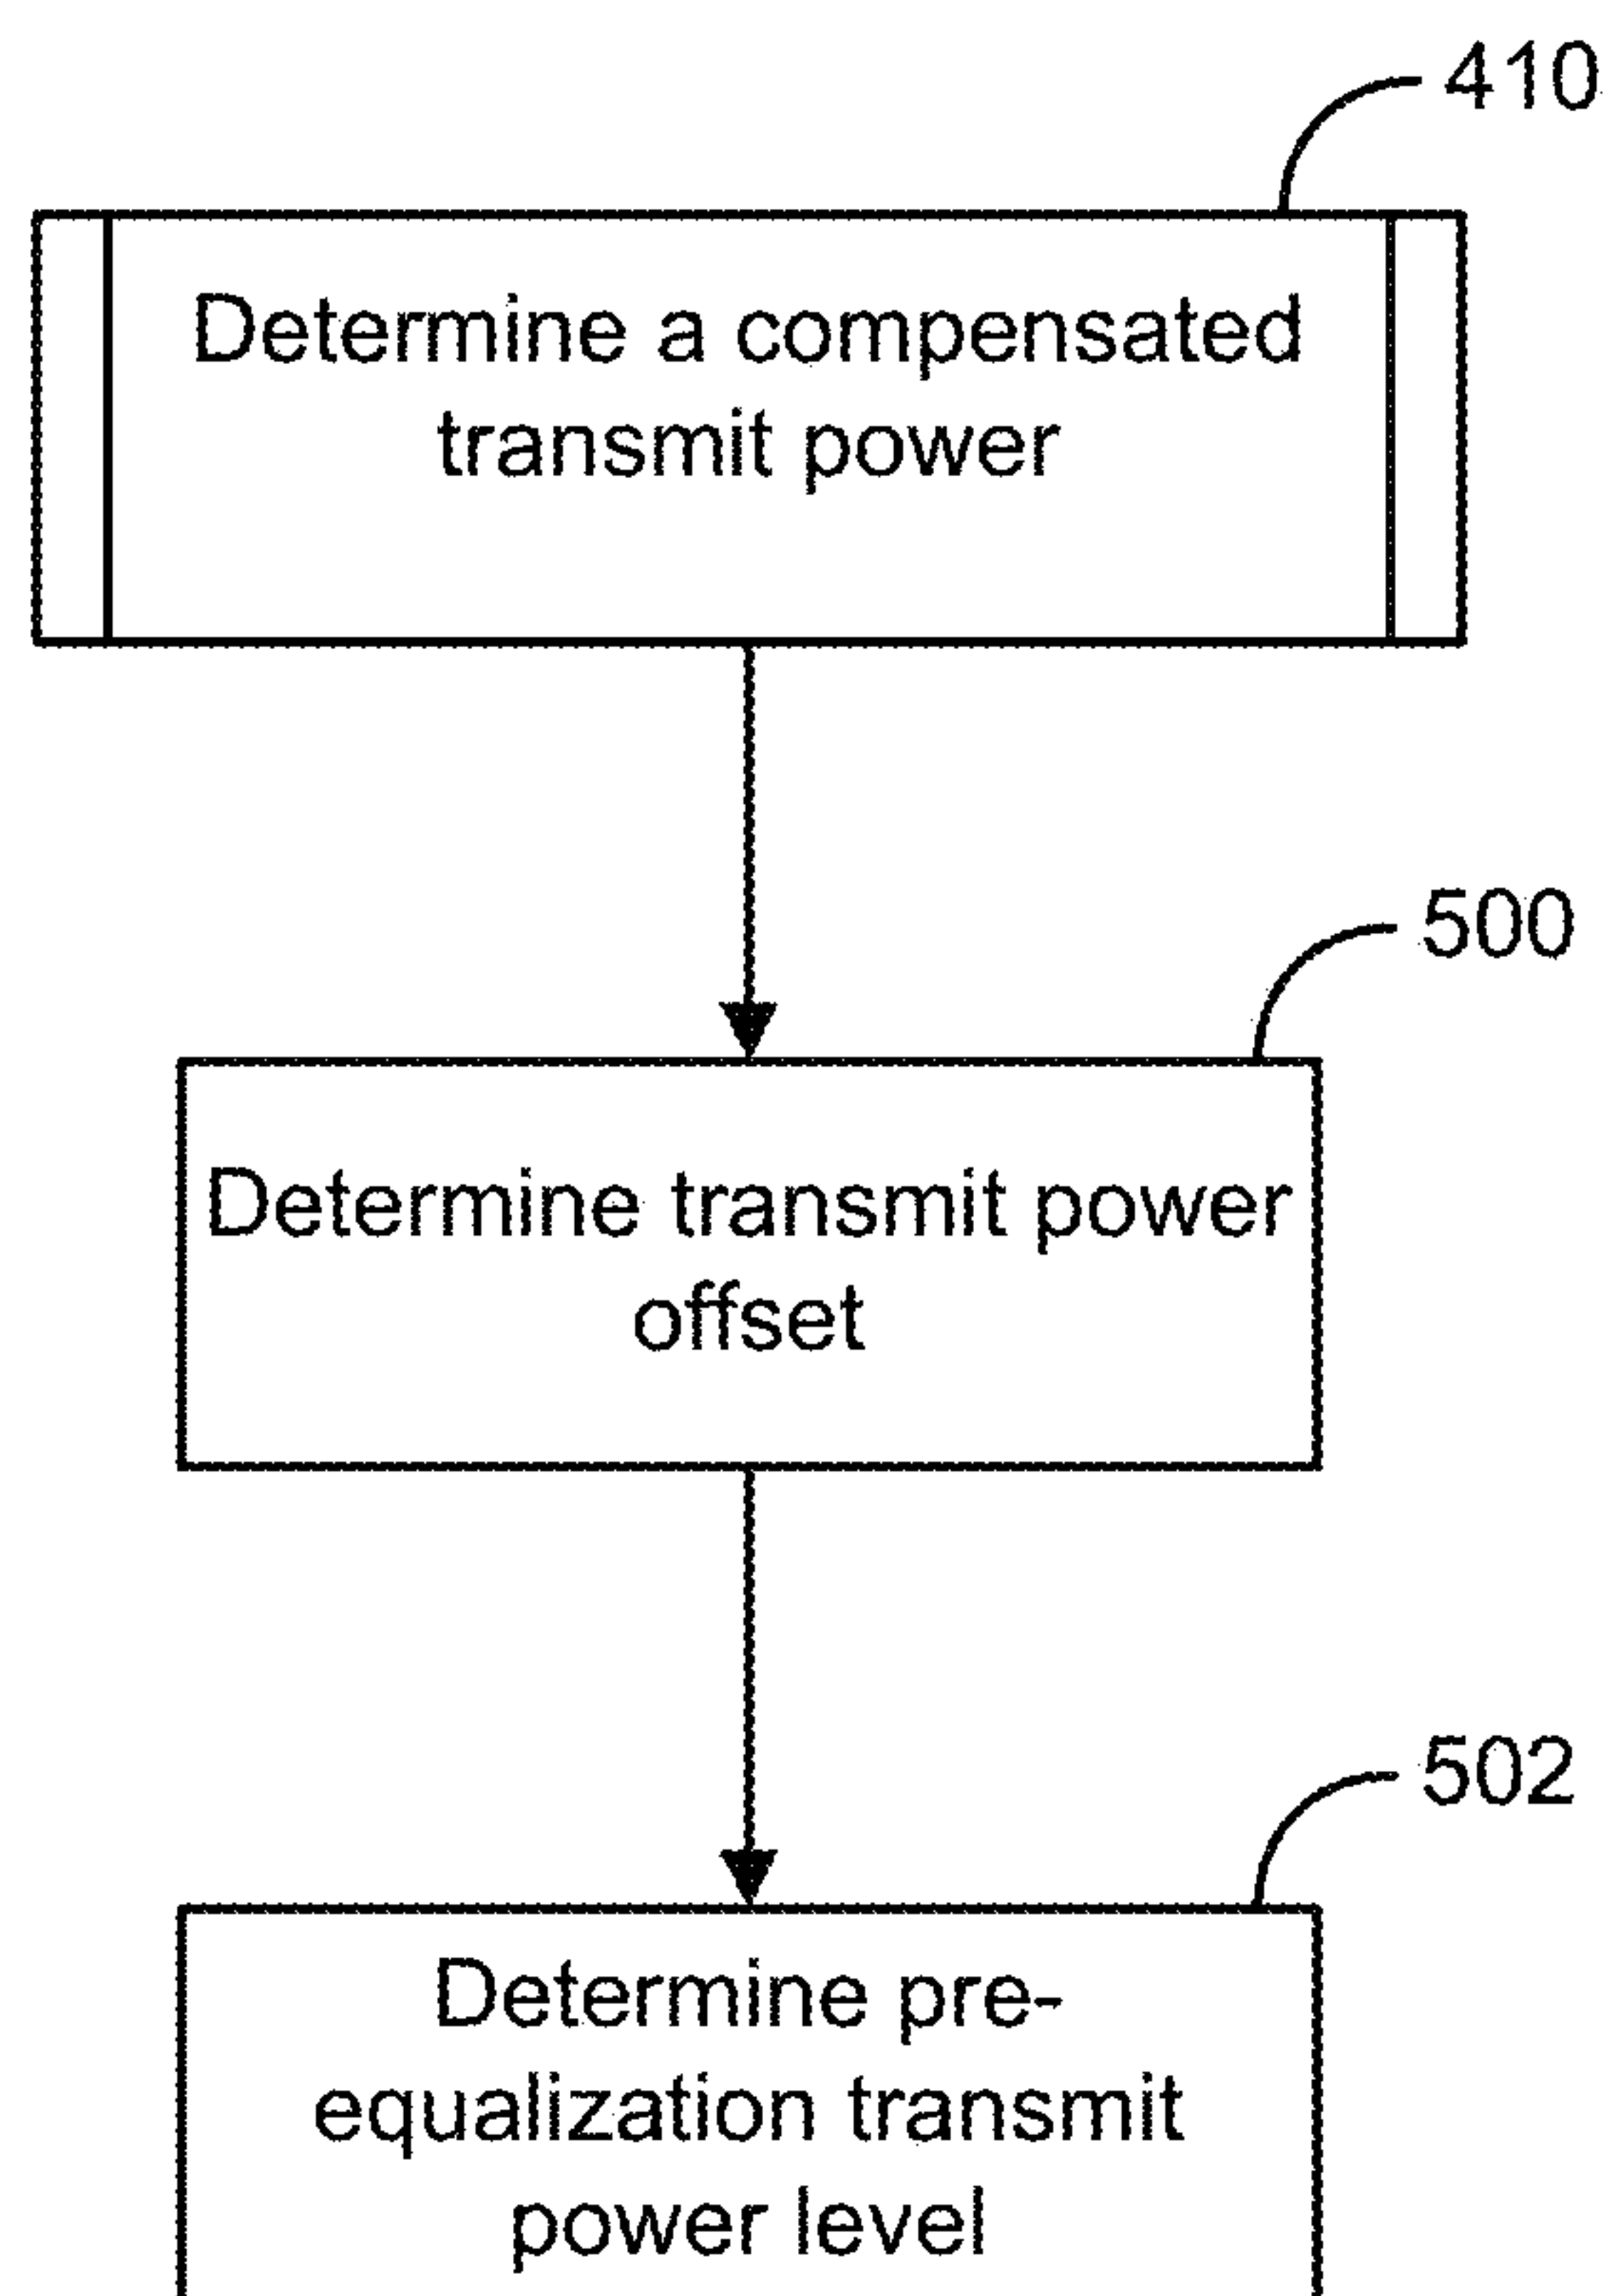 410
Determine a compensated
transmit power
500
Determine transmit power
offset
502
Determine pre-
equalization transmit
power level